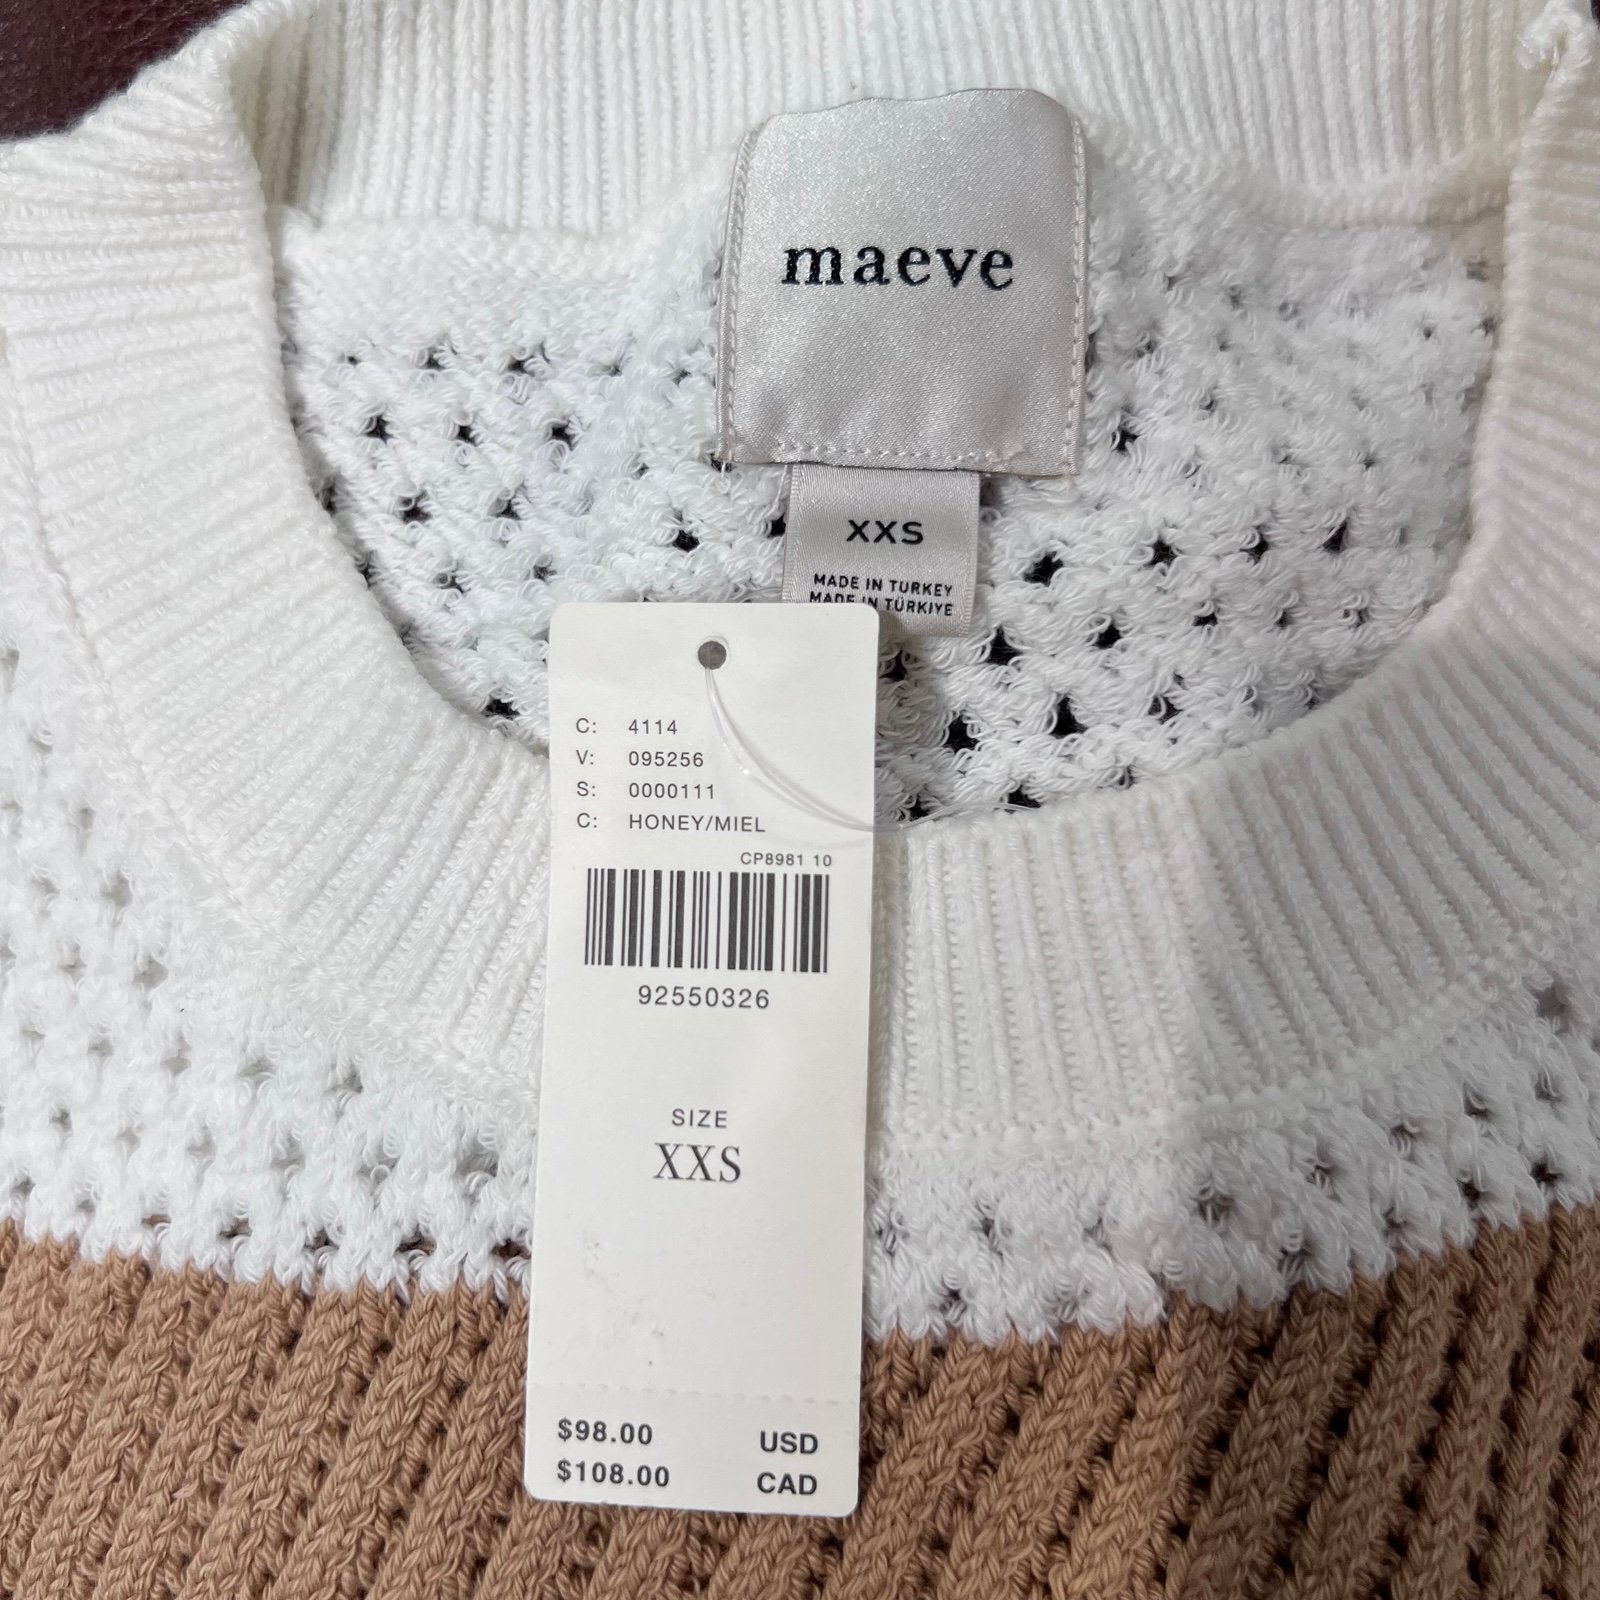 maeve
XXS
MADE IN TURKEY
MADE IN TÜRKIYE
C: 4114
V: 095256
S: 0000111
C: HONEY/MIEL
CP8981 10
92550326
SIZE
XXS
$98.00 USD
$108.00 CAD